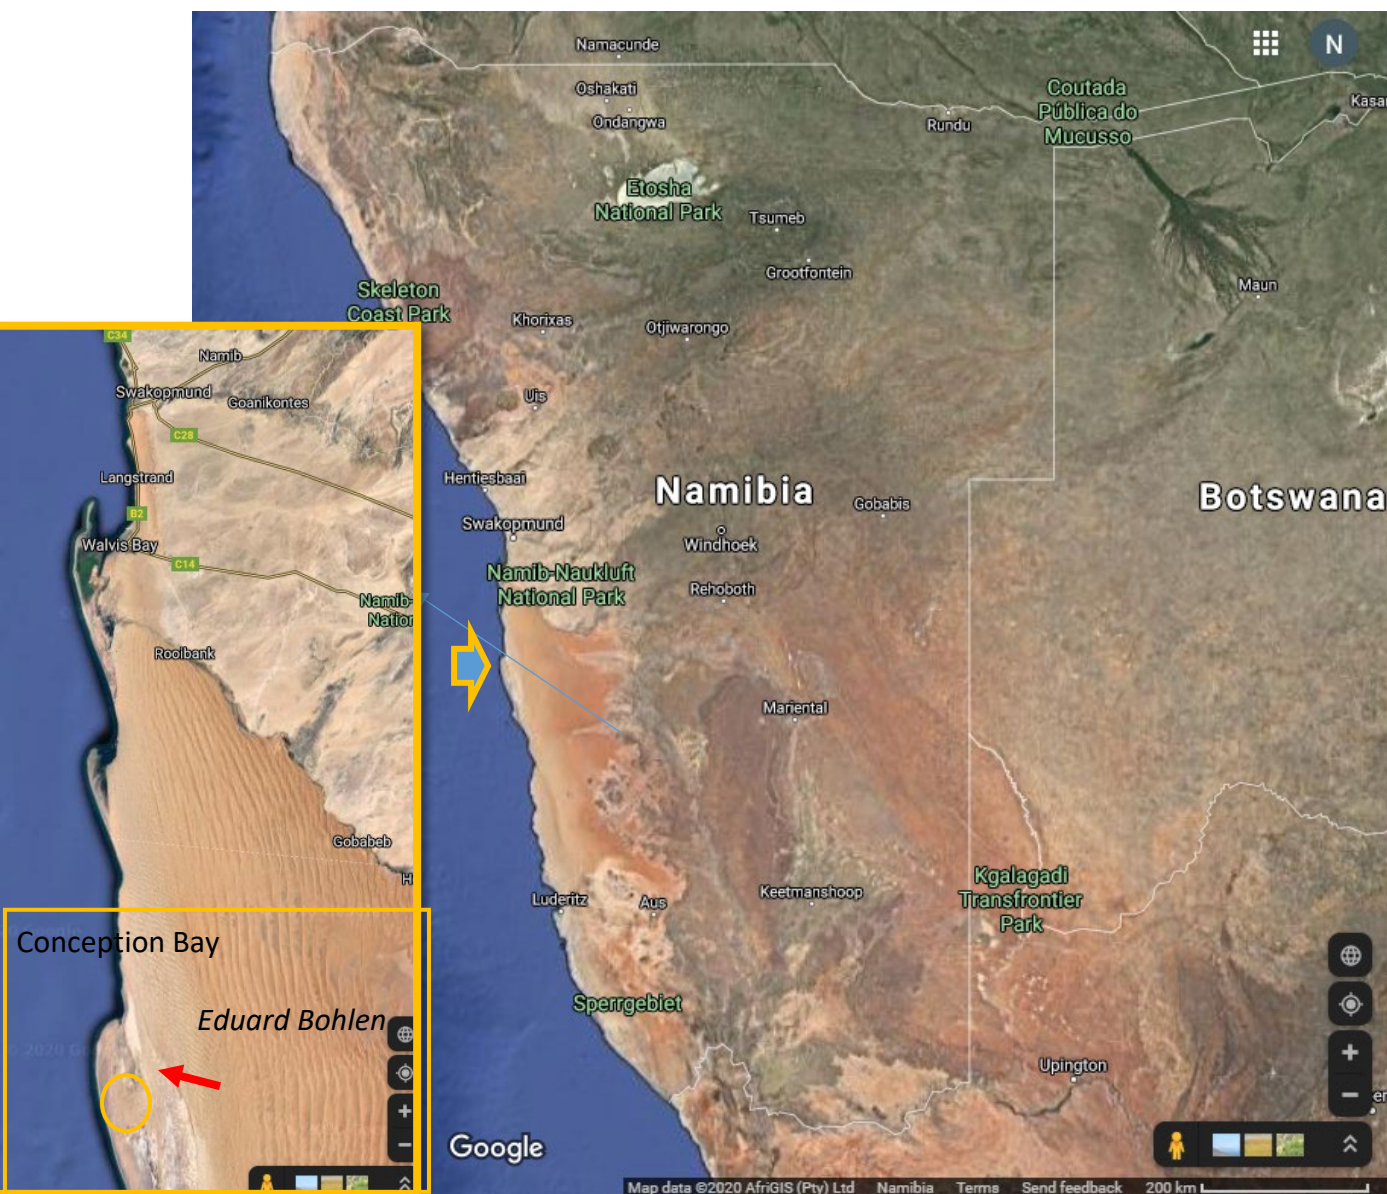 Namacunde
N
Oshakati
Ondangwa
Coutada
Pública do
Mucusso
Rundu
Etosha
National Park
Tsumeb
Grootfontein
Maun
Skeleton
Coast Park
Khorixas
Otjiwarongo
Uis
Hentiesbaai
Namibia
Gobabis
Botswana
Swakopmund
Windhoek
Namib-Naukluft
National Park
Rehoboth
Mariental
Luderitz
Aus
Keetmanshoop
Kgalagadi
Transfrontier
Park
Sperrgebiet
Upington
Google
Map data ©2020 AfriGIS (Pty) Ltd Namibia Terms Send feedback 200 km
C34
Namib
Swakopmund
Goanikontes
C28
Langstrand
B2
Walvis Bay
C14
Namib-
Nation
Rooibank
Gobabeb
H
Conception Bay
Eduard Bohlen